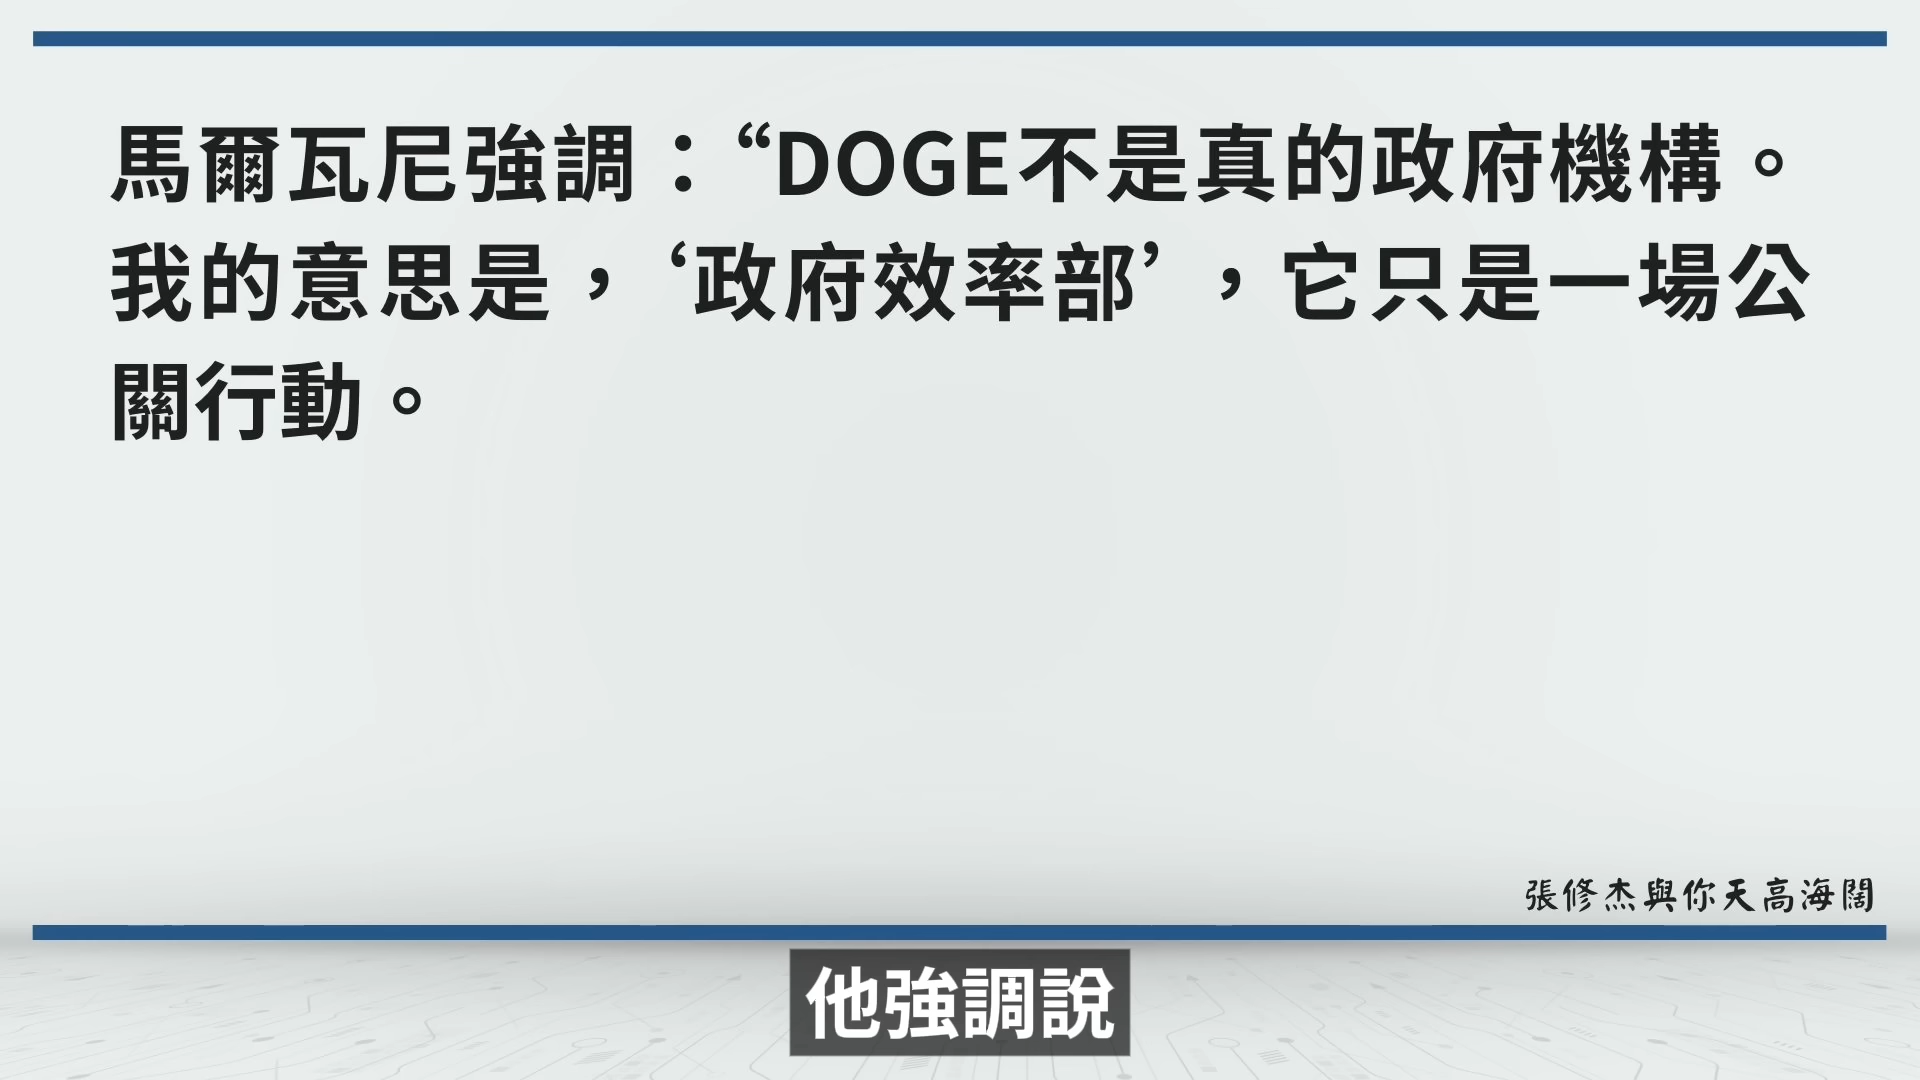 馬爾瓦尼強調：“DOGE不是真的政府機構。
我的意思是，‘政府效率部’，它只是一場公
關行動。
張修杰與你天高海闊
他強調說